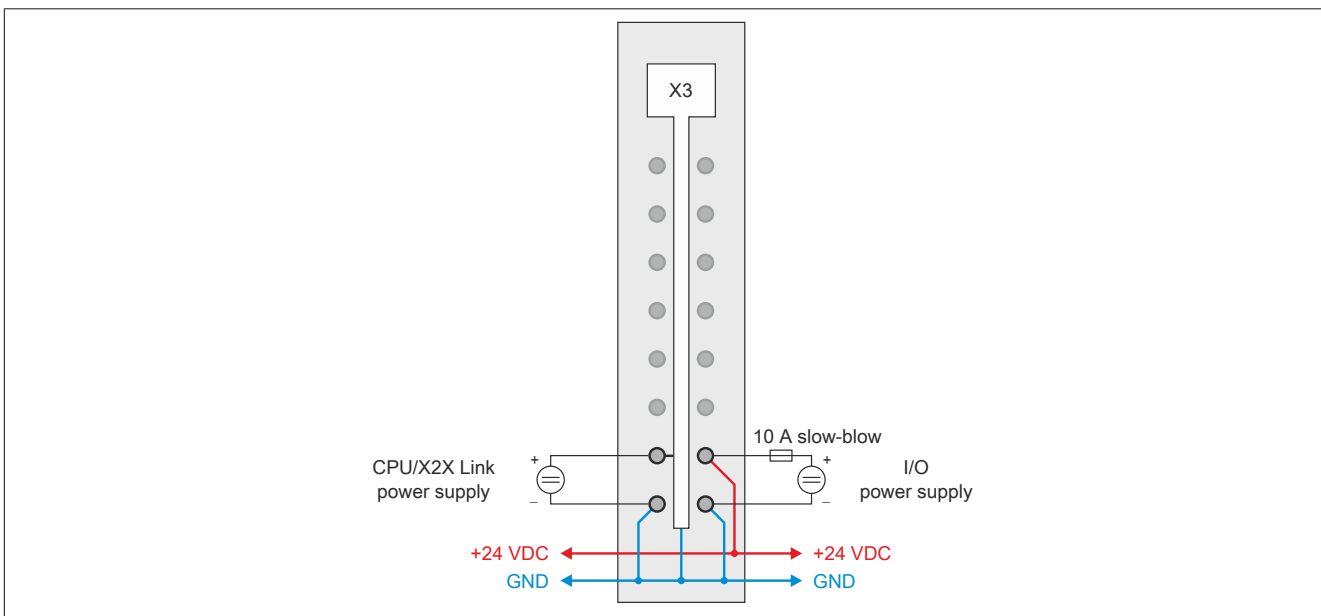 X3
10 A slow-blow
+
+
CPU/X2X Link
power supply
I/O
power supply
–
–
+24 VDC
+24 VDC
GND
GND